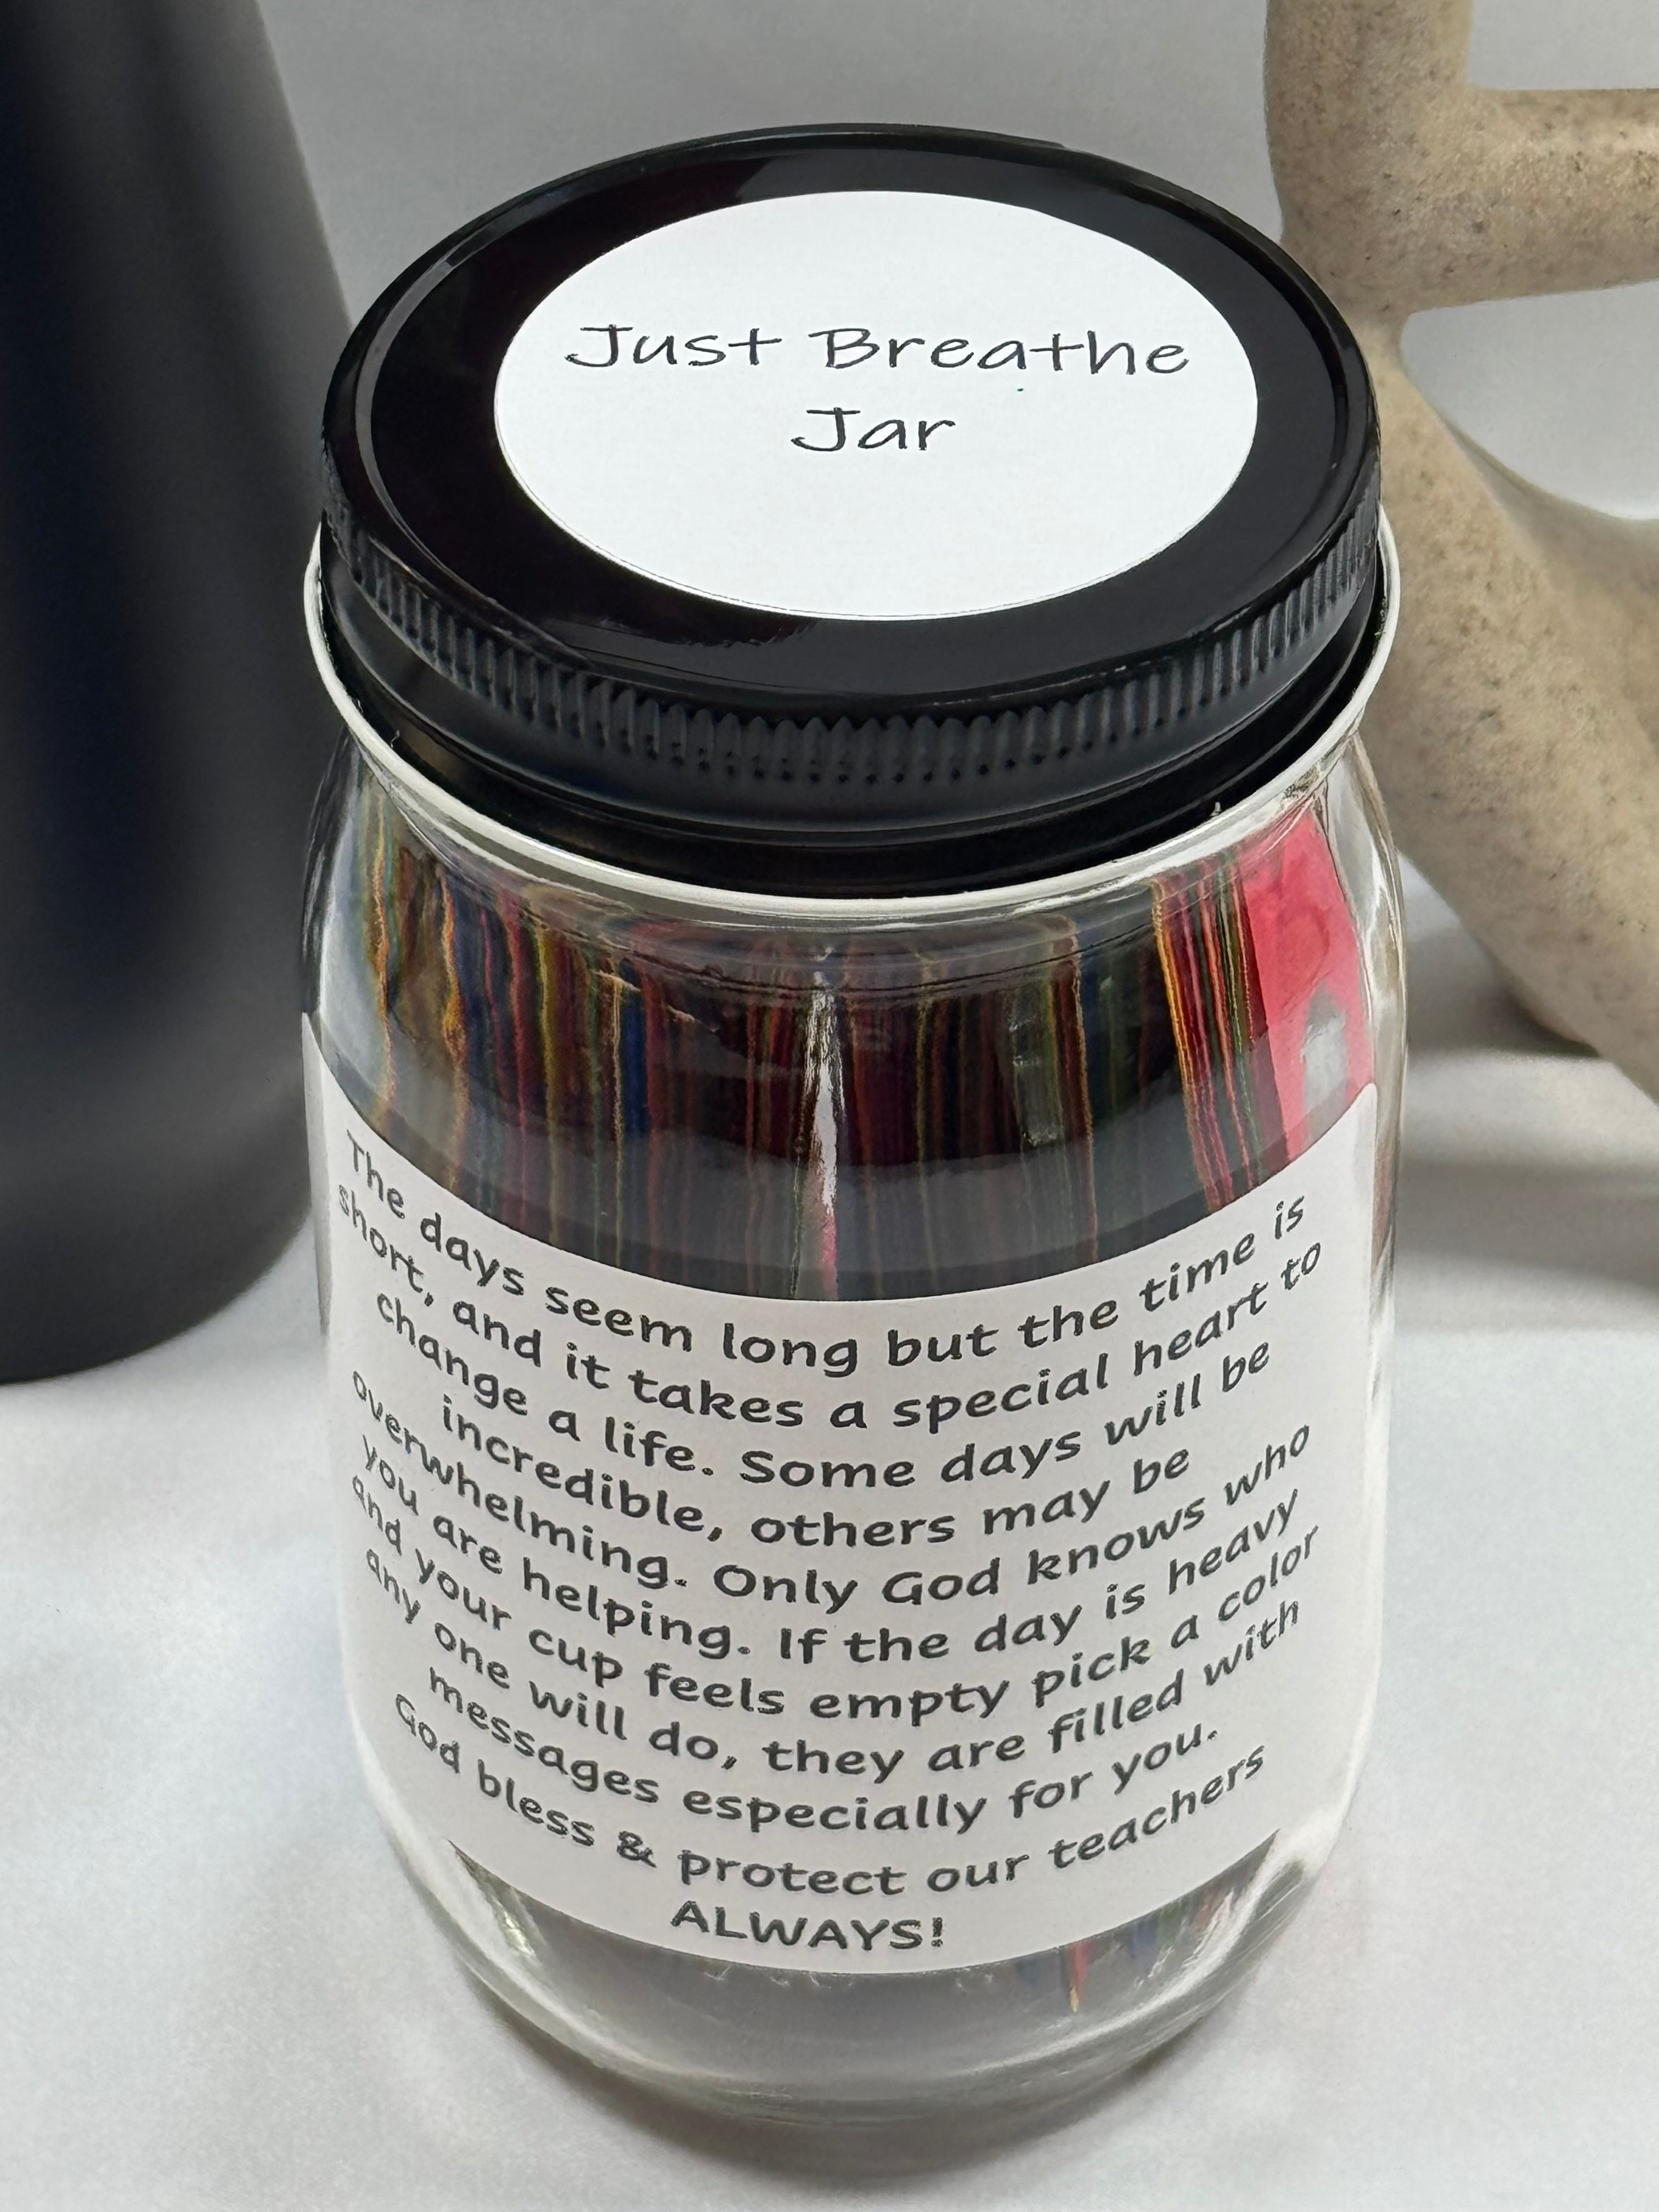 Just Breathe
Jar
The days seem long but the time is
short, and it takes a special heart to
change a life. Some days will be
incredible, others may be
overwhelming. Only God knows who
you are helping. If the day is heavy
and your cup feels empty pick a color
any one will do, they are filled with
messages especially for you.
God bless & protect our teachers
ALWAYS!